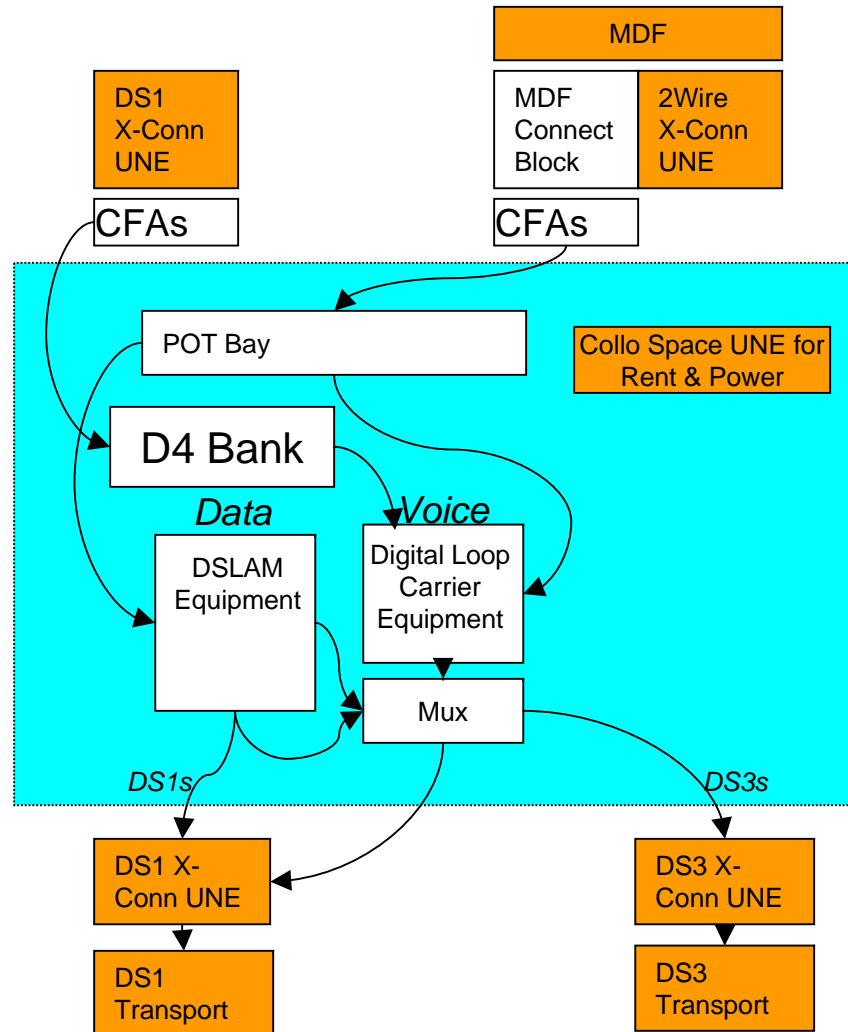 MDF
DS1
X-Conn
UNE
MDF
Connect
Block
2Wire
X-Conn
UNE
CFAs
CFAs
POT Bay
Collo Space UNE for
Rent & Power
D4 Bank
Data
Voice
DSLAM
Equipment
Digital Loop
Carrier
Equipment
Mux
DS1s
DS3s
DS1 X-
Conn UNE
DS3 X-
Conn UNE
DS1
Transport
DS3
Transport